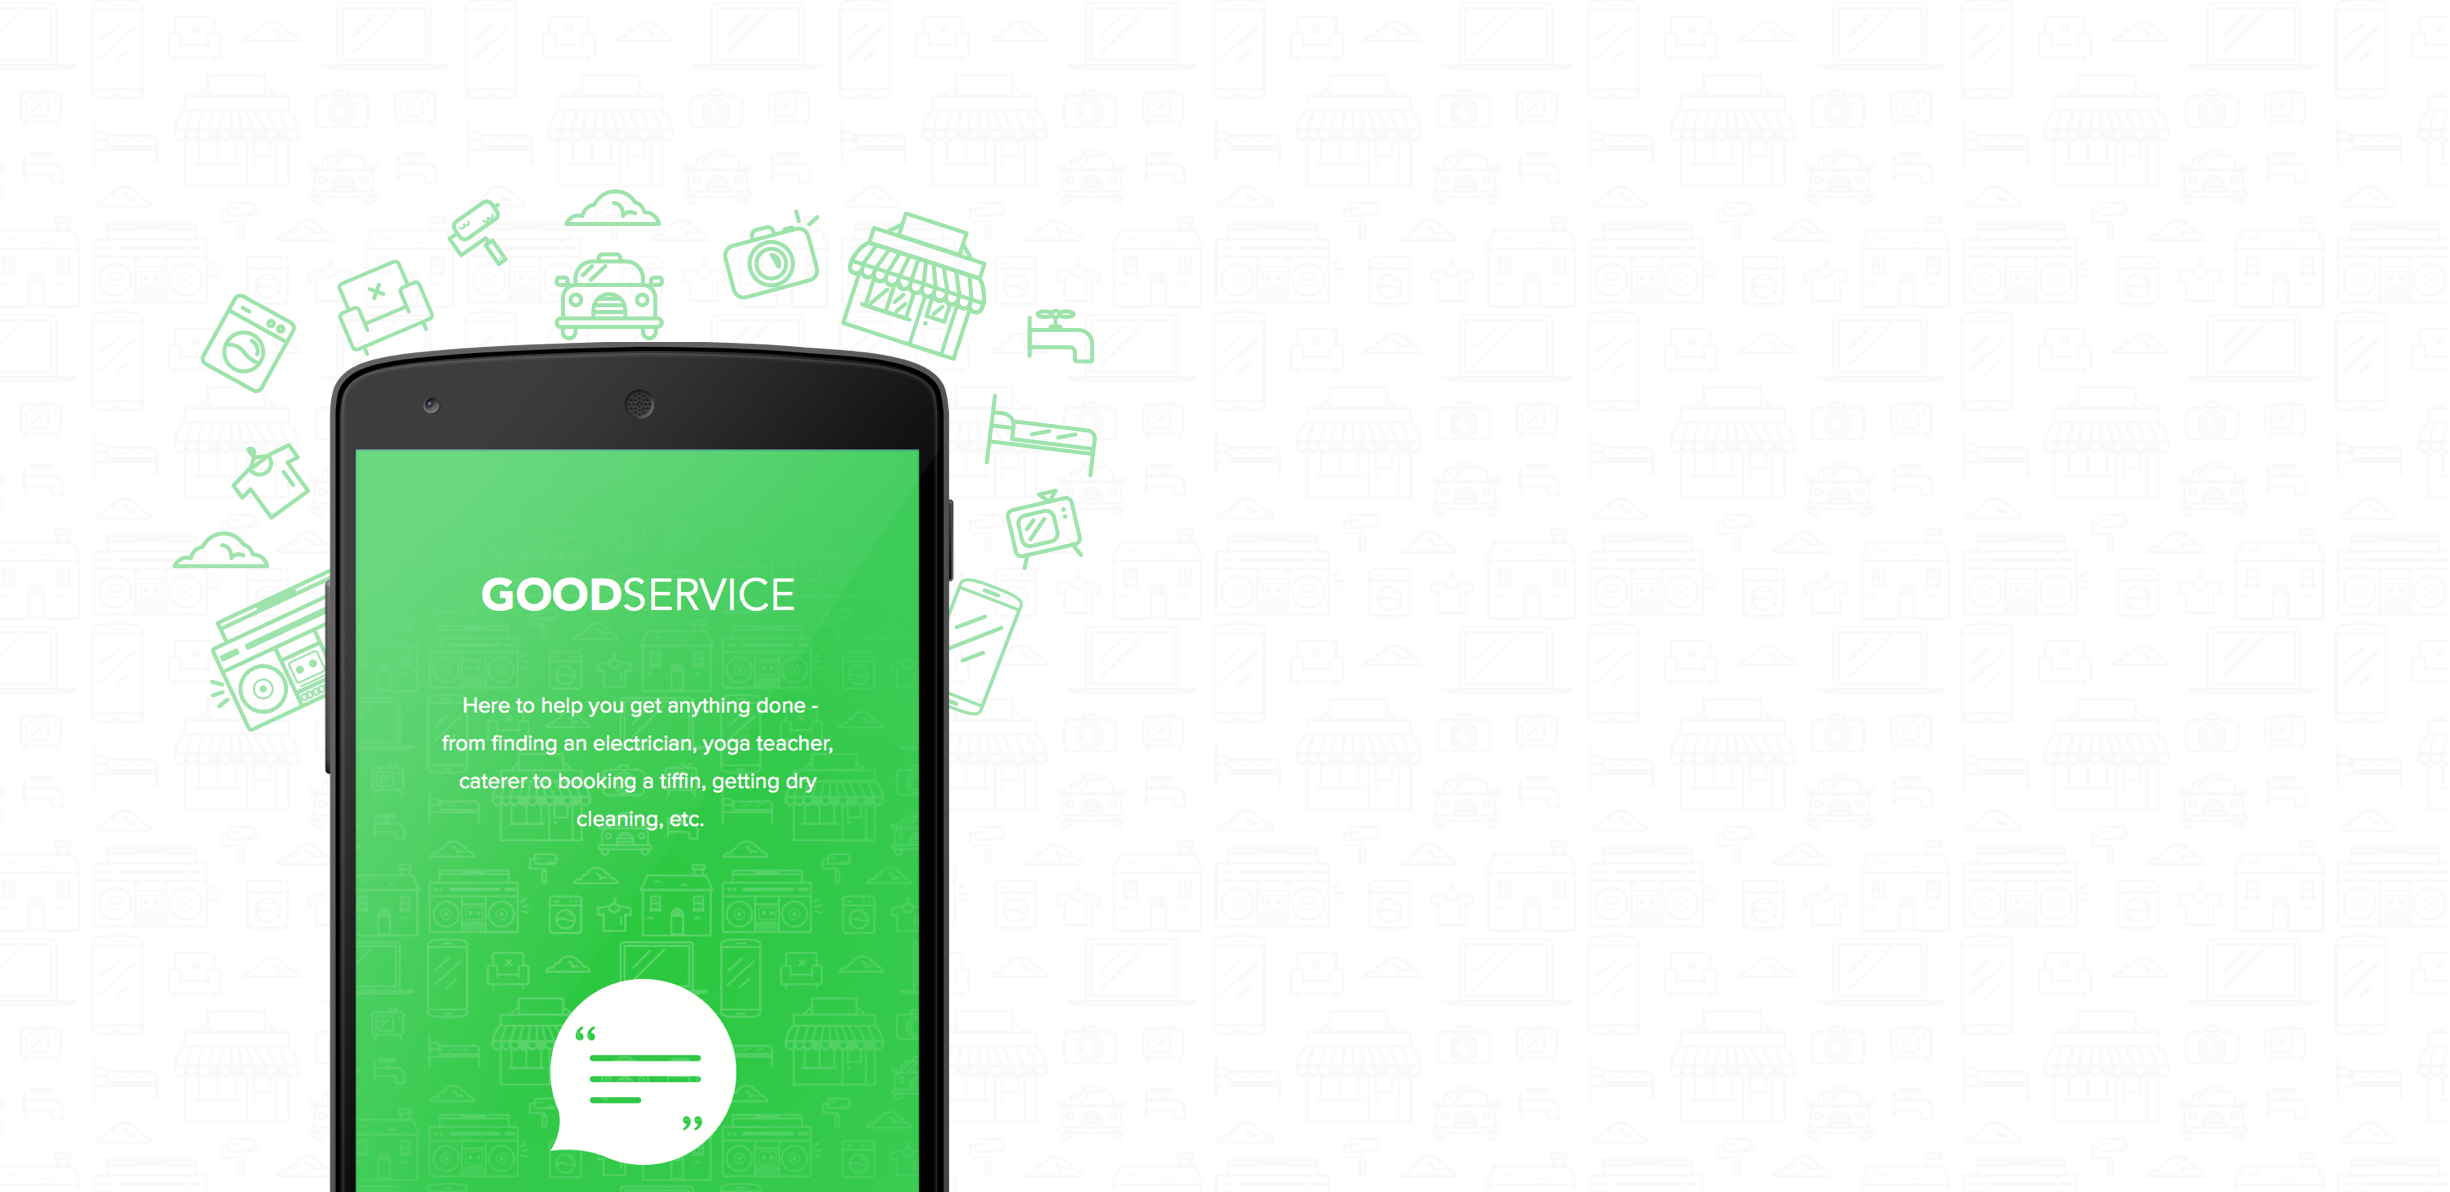 GOODSERVICE
Here to help you get anything done -
from finding an electrician, yoga teacher,
caterer to booking a tiffin, getting dry
cleaning, etc.